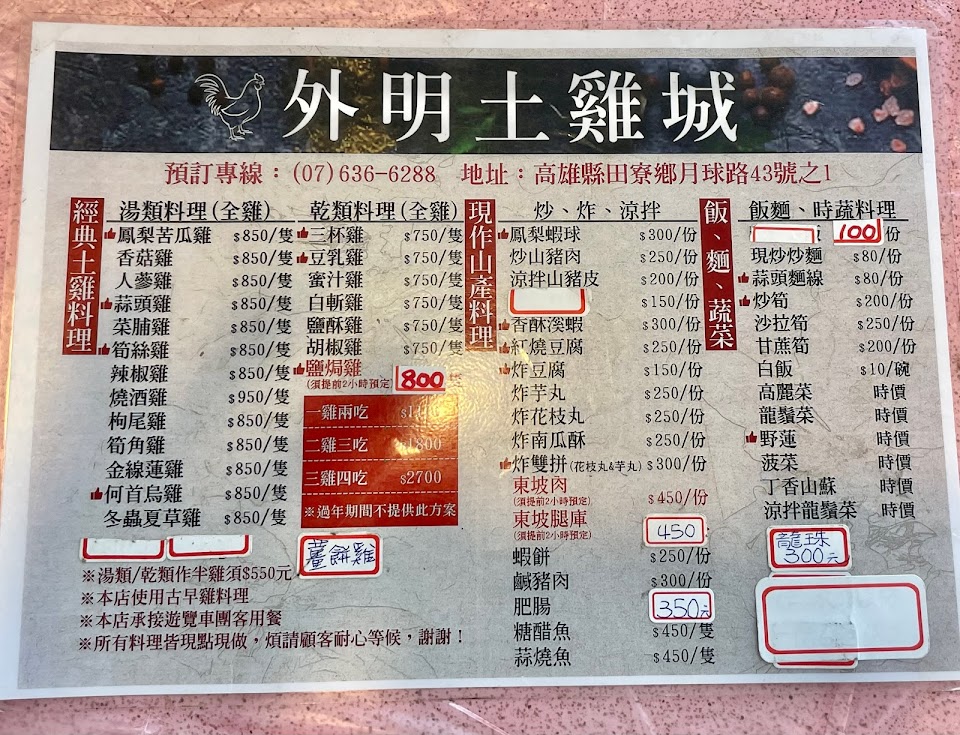 外明土雞城
預訂專線：(07)636-6288 地址：高雄縣田寮鄉月球路43號之1
經典土雞料理
湯類料理(全雞)
鳳梨苦瓜雞 $850/隻
香菇雞 $850/隻
人蔘雞 $850/隻
蒜頭雞 $850/隻
菜脯雞 $850/隻
筍絲雞 $850/隻
辣椒雞 $850/隻
燒酒雞 $950/隻
枸尾雞 $850/隻
筍角雞 $850/隻
金線蓮雞 $850/隻
何首烏雞 $850/隻
冬蟲夏草雞 $850/隻
乾類料理(全雞)
三杯雞 $750/隻
豆乳雞 $750/隻
蜜汁雞 $750/隻
白斬雞 $750/隻
鹽酥雞 $750/隻
胡椒雞 $750/隻
鹽焗雞 800
(須提前2小時預定)
一雞兩吃
二雞三吃 $1800
三雞四吃 $2700
※過年期間不提供此方案
薑餅雞
※湯類/乾類作半雞須$550元
※本店使用古早雞料理
※本店承接遊覽車團客用餐
※所有料理皆現點現做，煩請顧客耐心等候，謝謝！
現作山產料理
炒、炸、涼拌
鳳梨蝦球 $300/份
炒山豬肉 $250/份
涼拌山豬皮 $200/份
$150/份
香酥溪蝦 $300/份
紅燒豆腐 $250/份
炸豆腐 $150/份
炸芋丸 $250/份
炸花枝丸 $250/份
炸南瓜酥 $250/份
炸雙拼(花枝丸&芋丸) $300/份
東坡肉 $450/份
(須提前2小時預定)
東坡腿庫 450
(須提前2小時預定)
蝦餅 $250/份
鹹豬肉 $300/份
肥腸 350元
糖醋魚 $450/隻
蒜燒魚 $450/隻
飯、麵、蔬菜
飯麵、時蔬料理
100 /份
現炒炒麵 $80/份
蒜頭麵線 $80/份
炒筍 $200/份
沙拉筍 $250/份
甘蔗筍 $200/份
白飯 $10/碗
高麗菜 時價
龍鬚菜 時價
野蓮 時價
菠菜 時價
丁香山蘇 時價
涼拌龍鬚菜 時價
龍珠
300元